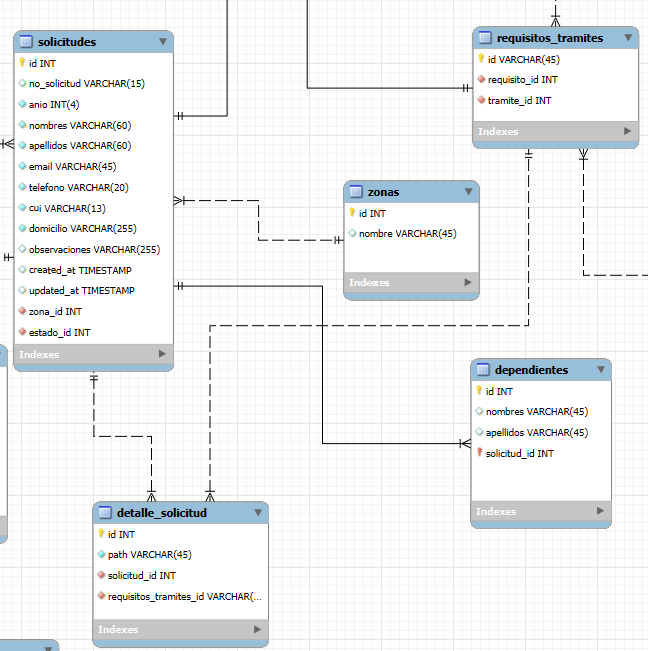 solicitudes
id INT
no_solicitud VARCHAR(15)
anio INT(4)
nombres VARCHAR(60)
apellidos VARCHAR(60)
email VARCHAR(45)
telefono VARCHAR(20)
cui VARCHAR(13)
domicilio VARCHAR(255)
observaciones VARCHAR(255)
created_at TIMESTAMP
updated_at TIMESTAMP
zona_id INT
estado_id INT
Indexes
requisitos_tramites
id VARCHAR(45)
requisito_id INT
tramite_id INT
Indexes
zonas
id INT
nombre VARCHAR(45)
Indexes
dependientes
id INT
nombres VARCHAR(45)
apellidos VARCHAR(45)
solicitud_id INT
Indexes
detalle_solicitud
id INT
path VARCHAR(45)
solicitud_id INT
requisitos_tramites_id VARCHAR(...
Indexes